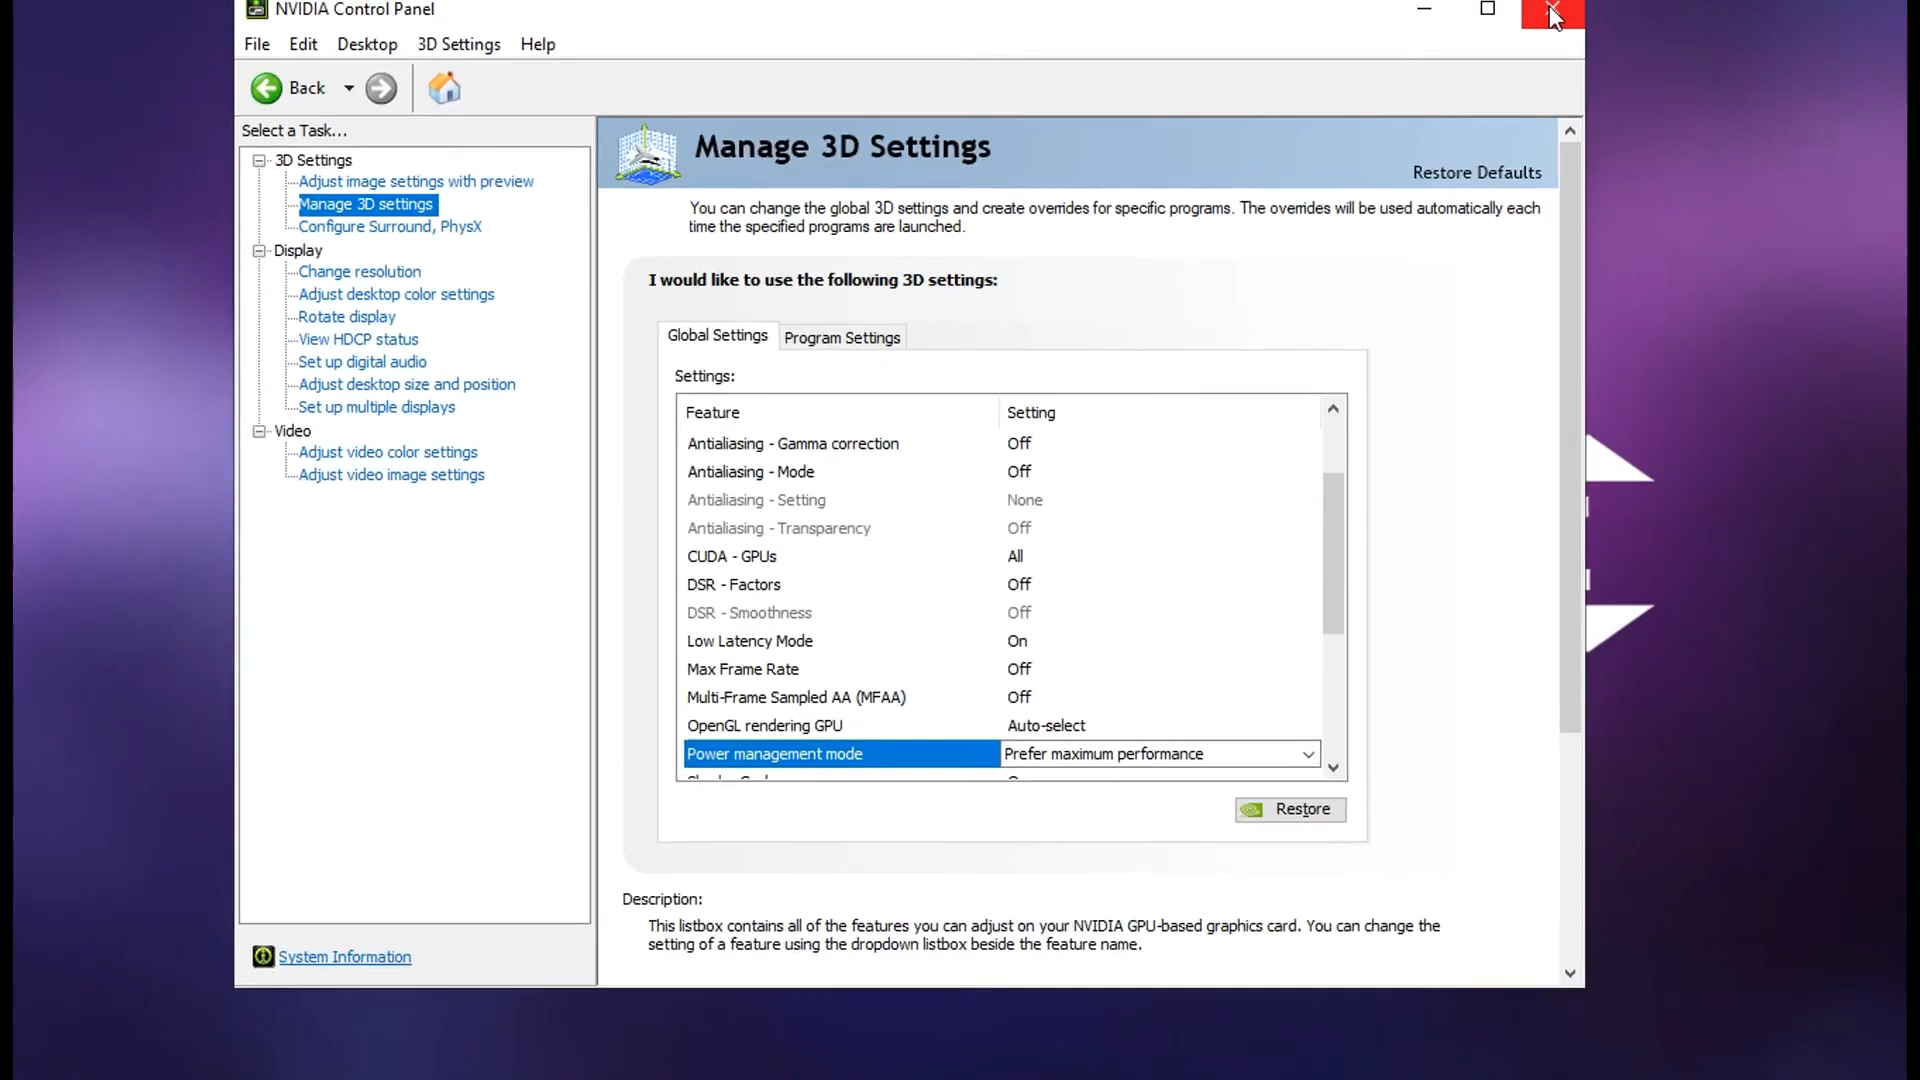 NVIDIA Control Panel
File Edit Desktop 3D Settings Help
Back
Select a Task...
3D Settings
Adjust image settings with preview
Manage 3D settings
Configure Surround, PhysX
Display
Change resolution
Adjust desktop color settings
Rotate display
View HDCP status
Set up digital audio
Adjust desktop size and position
Set up multiple displays
Video
Adjust video color settings
Adjust video image settings
System Information
Manage 3D Settings
Restore Defaults
You can change the global 3D settings and create overrides for specific programs. The overrides will be used automatically each
time the specified programs are launched.
I would like to use the following 3D settings:
Global Settings Program Settings
Settings:
Feature Setting
Antialiasing - Gamma correction Off
Antialiasing - Mode Off
Antialiasing - Setting None
Antialiasing - Transparency Off
CUDA - GPUs All
DSR - Factors Off
DSR - Smoothness Off
Low Latency Mode On
Max Frame Rate Off
Multi-Frame Sampled AA (MFAA) Off
OpenGL rendering GPU Auto-select
Power management mode Prefer maximum performance
Restore
Description:
This listbox contains all of the features you can adjust on your NVIDIA GPU-based graphics card. You can change the
setting of a feature using the dropdown listbox beside the feature name.